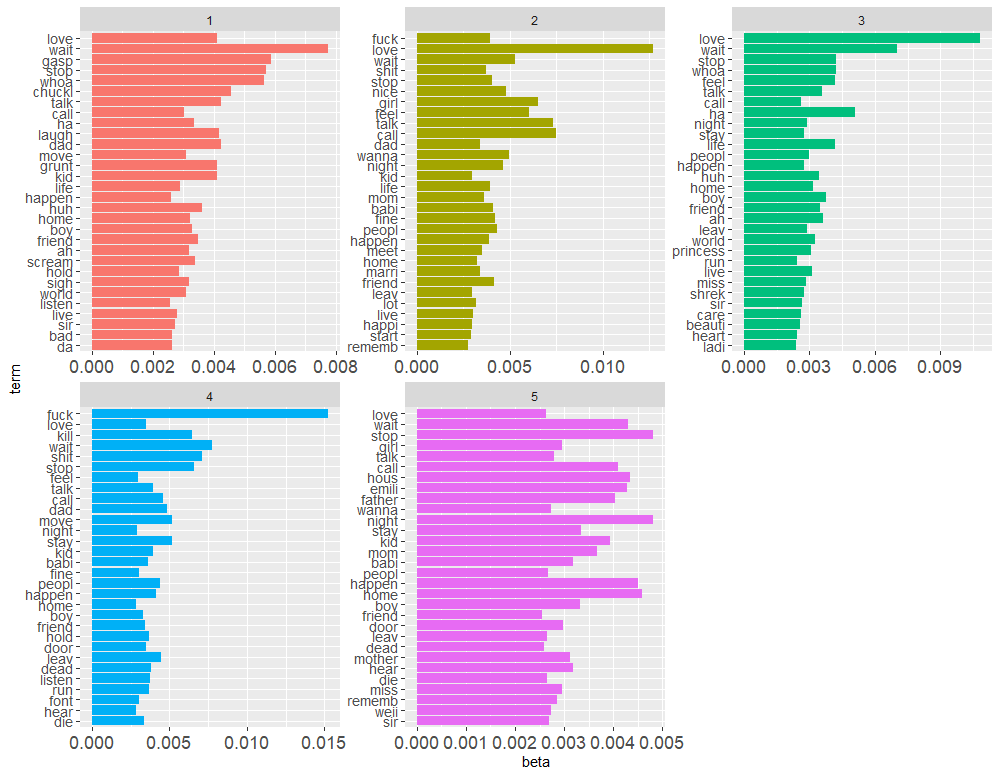 1
love
wait
gasp
stop
whoa
chuckl
talk
call
ha
laugh
dad
move
grunt
kid
life
happen
huh
home
boy
friend
ah
scream
hold
sigh
world
listen
live
sir
bad
da
0.000 0.002 0.004 0.006 0.008
2
fuck
love
wait
shit
stop
nice
girl
feel
talk
call
dad
wanna
night
kid
life
mom
babi
fine
peopl
happen
meet
home
marri
friend
leav
lot
live
happi
start
rememb
0.000 0.005 0.010
3
love
wait
stop
whoa
feel
talk
call
ha
night
stay
life
peopl
happen
huh
home
boy
friend
ah
leav
world
princess
run
live
miss
shrek
sir
care
beauti
heart
ladi
0.000 0.003 0.006 0.009
term
4
fuck
love
kill
wait
shit
stop
feel
talk
call
dad
move
night
stay
kid
babi
fine
peopl
happen
home
boy
friend
hold
door
leav
dead
listen
run
font
hear
die
0.000 0.005 0.010 0.015
5
love
wait
stop
girl
talk
call
hous
emili
father
wanna
night
stay
kid
mom
babi
peopl
happen
home
boy
friend
door
leav
dead
mother
hear
die
miss
rememb
weil
sir
0.000 0.001 0.002 0.003 0.004 0.005
beta